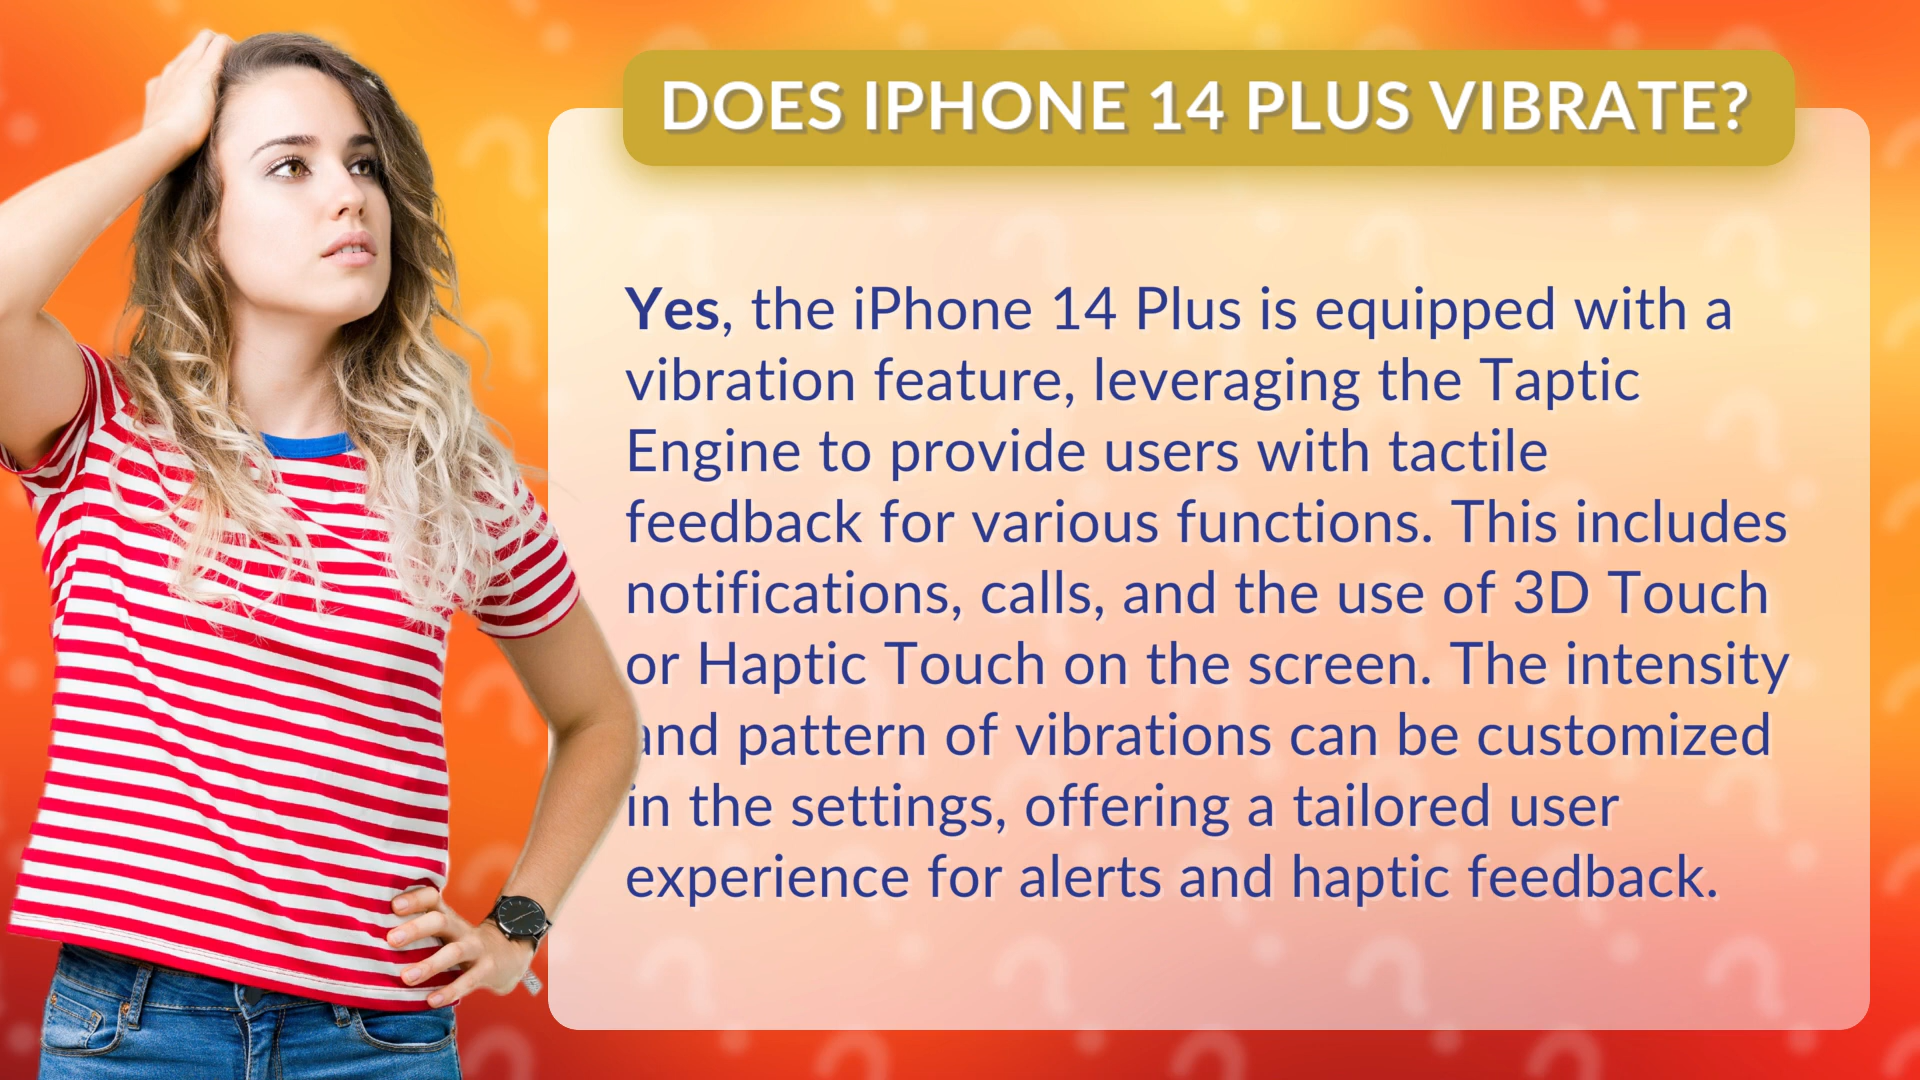 DOES IPHONE 14 PLUS VIBRATE?
Yes, the iPhone 14 Plus is equipped with a
vibration feature, leveraging the Taptic
Engine to provide users with tactile
feedback for various functions. This includes
notifications, calls, and the use of 3D Touch
or Haptic Touch on the screen. The intensity
and pattern of vibrations can be customized
in the settings, offering a tailored user
experience for alerts and haptic feedback.